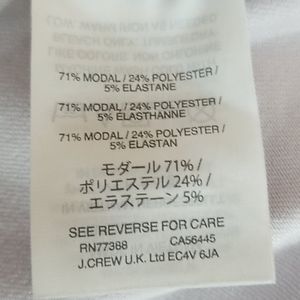 71% MODAL / 24% POLYESTER /
5% ELASTANE
71% MODAL / 24% POLYESTER /
5% ELASTHANNE
71% MODAL / 24% POLYESTER /
5% ELASTAN
モダール 71% /
ポリエステル 24% /
エラステーン 5%
SEE REVERSE FOR CARE
RN77388 CA56445
J.CREW U.K. Ltd EC4V 6JA